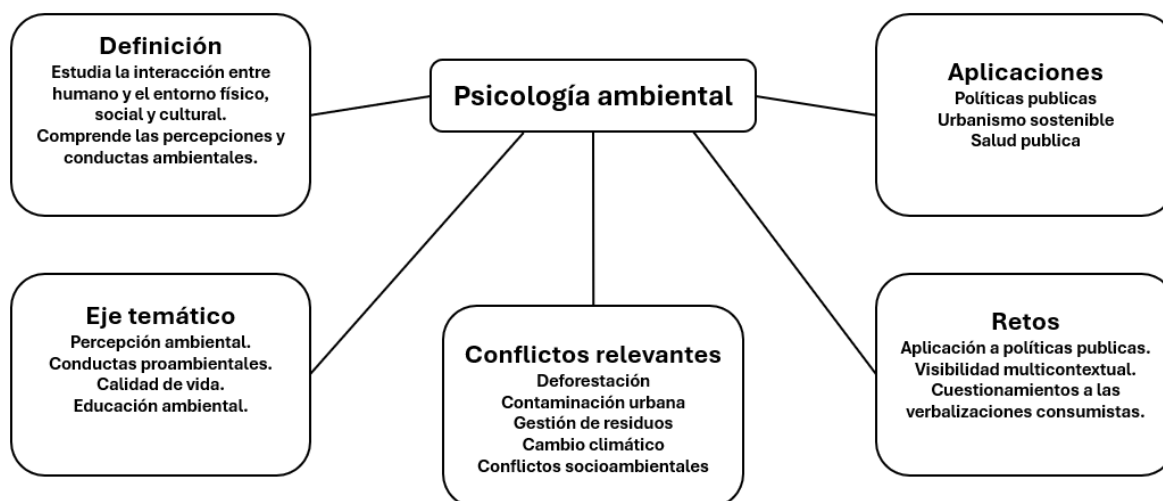 Psicología ambiental
Definición
Estudia la interacción entre
humano y el entorno físico,
social y cultural.
Comprende las percepciones y
conductas ambientales.
Aplicaciones
Políticas publicas
Urbanismo sostenible
Salud publica
Eje temático
Percepción ambiental.
Conductas proambientales.
Calidad de vida.
Educación ambiental.
Conflictos relevantes
Deforestación
Contaminación urbana
Gestión de residuos
Cambio climático
Conflictos socioambientales
Retos
Aplicación a políticas publicas.
Visibilidad multicontextual.
Cuestionamientos a las
verbalizaciones consumistas.